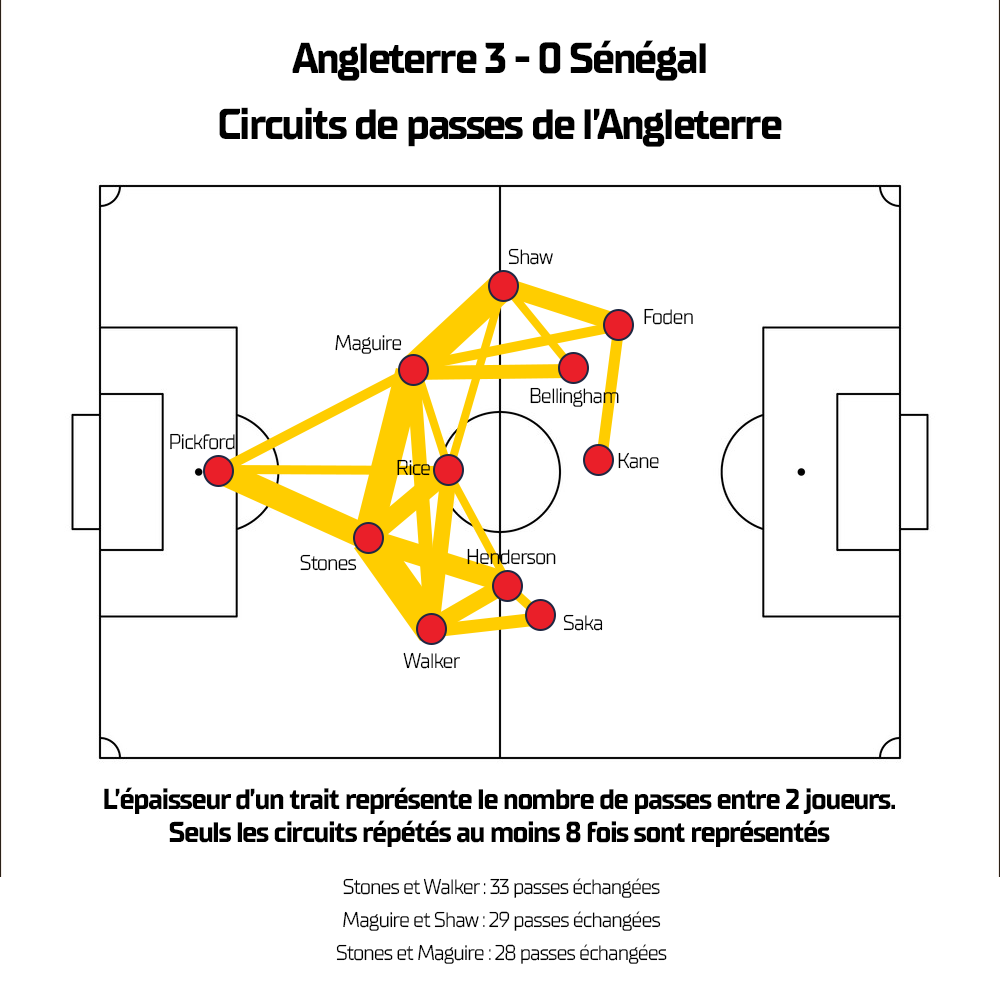 Angleterre 3 - 0 Sénégal
Circuits de passes de l'Angleterre
Shaw
Foden
Maguire
Bellingham
Pickford
Rice
Kane
Henderson
Stones
Saka
Walker
L'épaisseur d'un trait représente le nombre de passes entre 2 joueurs.
Seuls les circuits répétés au moins 8 fois sont représentés
Stones et Walker : 33 passes échangées
Maguire et Shaw : 29 passes échangées
Stones et Maguire : 28 passes échangées